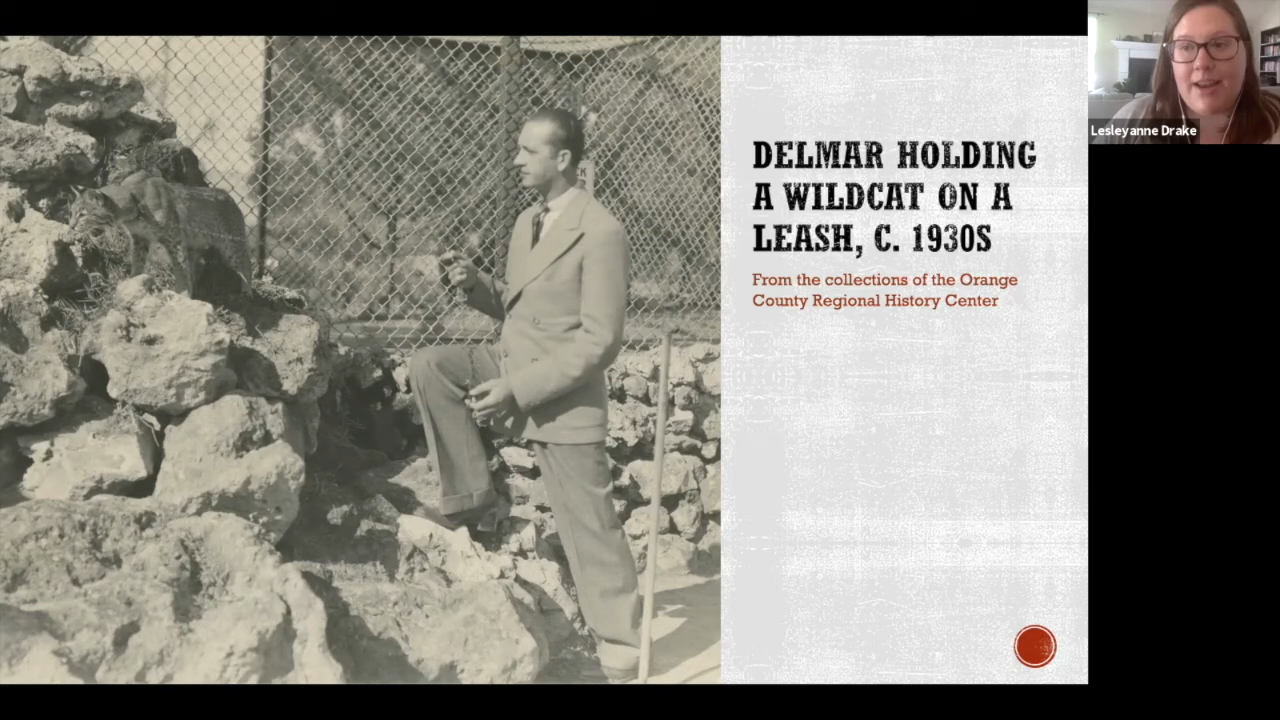 DELMAR HOLDING
A WILDCAT ON A
LEASH, C. 1930S
From the collections of the Orange
County Regional History Center
Lesleyanne Drake